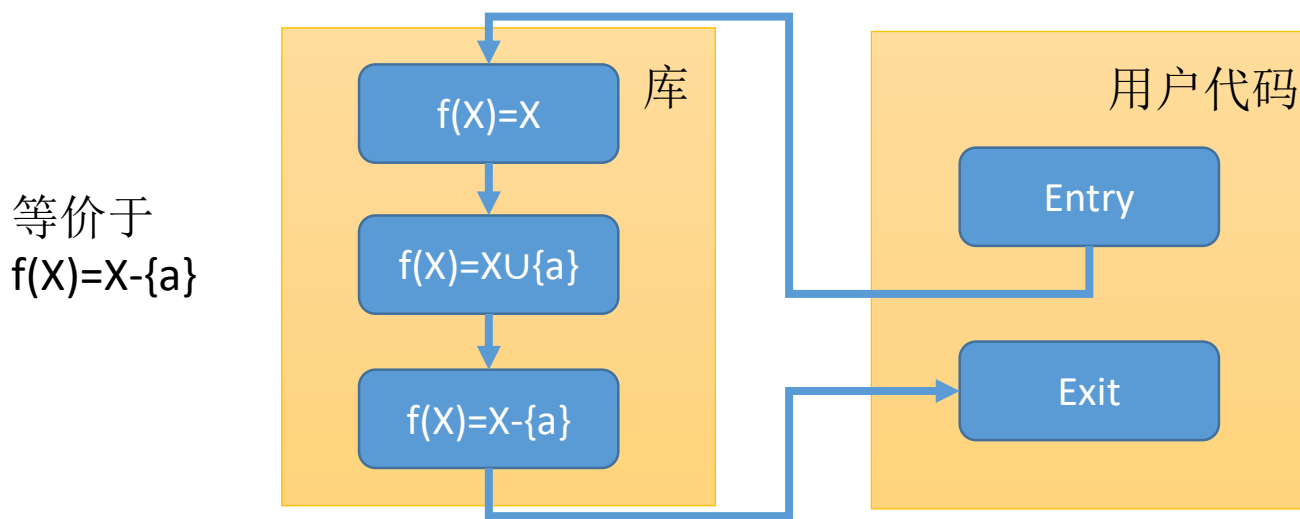 等价于
f(X)=X-{a}
库
f(X)=X
f(X)=X∪{a}
f(X)=X-{a}
用户代码
Entry
Exit